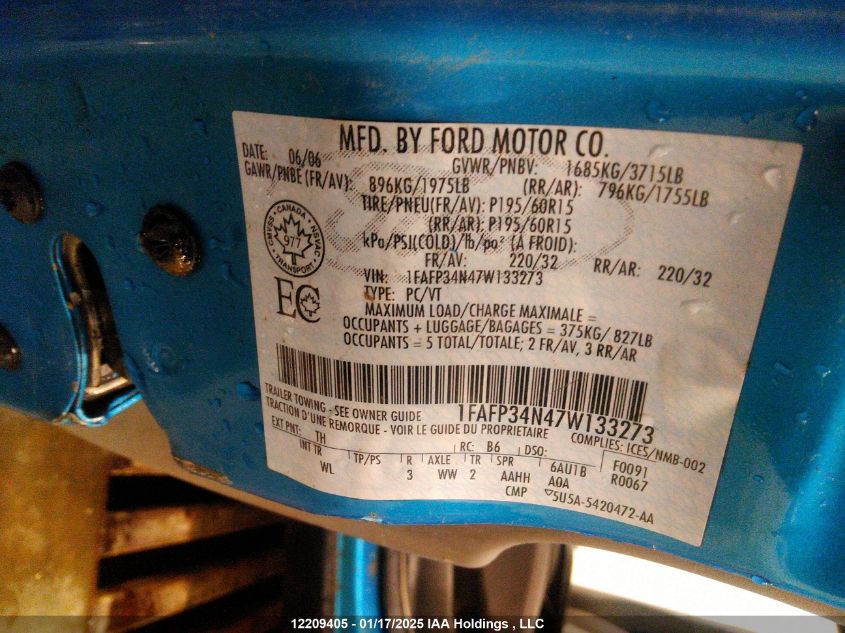 MFD. BY FORD MOTOR CO.
DATE: 06/06 GVWR/PNBV: 1685KG/3715LB
GAWR/PNBE (FR/AV): 896KG/1975LB (RR/AR): 796KG/1755LB
TIRE/PNEU(FR/AV): P195/60R15
(RR/AR): P195/60R15
kPa/PSI(COLD)/lb/po² (À FROID):
FR/AV: 220/32 RR/AR: 220/32
VIN: 1FAFP34N47W133273
TYPE: PC/VT
MAXIMUM LOAD/CHARGE MAXIMALE =
OCCUPANTS + LUGGAGE/BAGAGES = 375KG/ 827LB
OCCUPANTS = 5 TOTAL/TOTALE; 2 FR/AV, 3 RR/AR
CANADA
CMVSS NSVAC
977
TRANSPORT
EC
1FAFP34N47W133273
TRAILER TOWING - SEE OWNER GUIDE
TRACTION D'UNE REMORQUE - VOIR LE GUIDE DU PROPRIETAIRE COMPLIES: ICES/NMB-002
EXT PNT: TH RC: B6 DSO: F0091
INT TR TP/PS R AXLE TR SPR 6AU1B R0067
WL 3 WW 2 AAHH A0A
CMP 5U5A-5420472-AA
12209405 - 01/17/2025 IAA Holdings , LLC